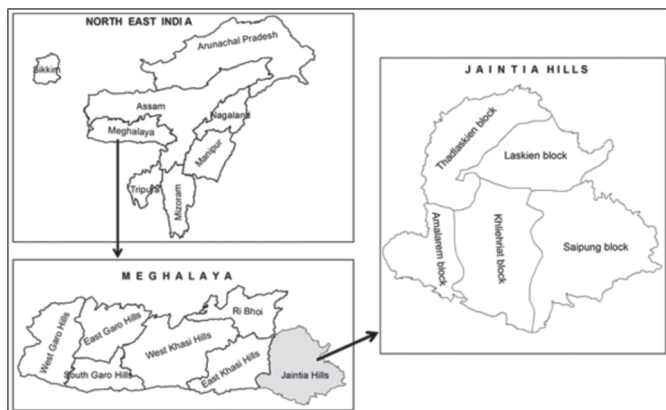 NORTH EAST INDIA
Arunachal Pradesh
Sikkim
Assam
Nagaland
Meghalaya
Manipur
Tripura
Mizoram
MEGHALAYA
Ri Bhoi
East Garo Hills
West Garo Hills
West Khasi Hills
South Garo Hills
East Khasi Hills
Jaintia Hills
JAINTIA HILLS
Thadlaskien block
Laskien block
Amalarem block
Khliehriat block
Saipung block